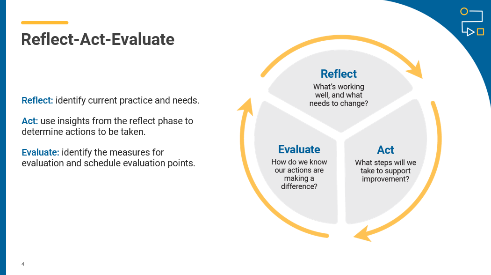 Reflect-Act-Evaluate
Reflect: identify current practice and needs.
Act: use insights from the reflect phase to
determine actions to be taken.
Evaluate: identify the measures for
evaluation and schedule evaluation points.
Reflect
What's working
well, and what
needs to change?
Evaluate
How do we know
our actions are
making a
difference?
Act
What steps will we
take to support
improvement?